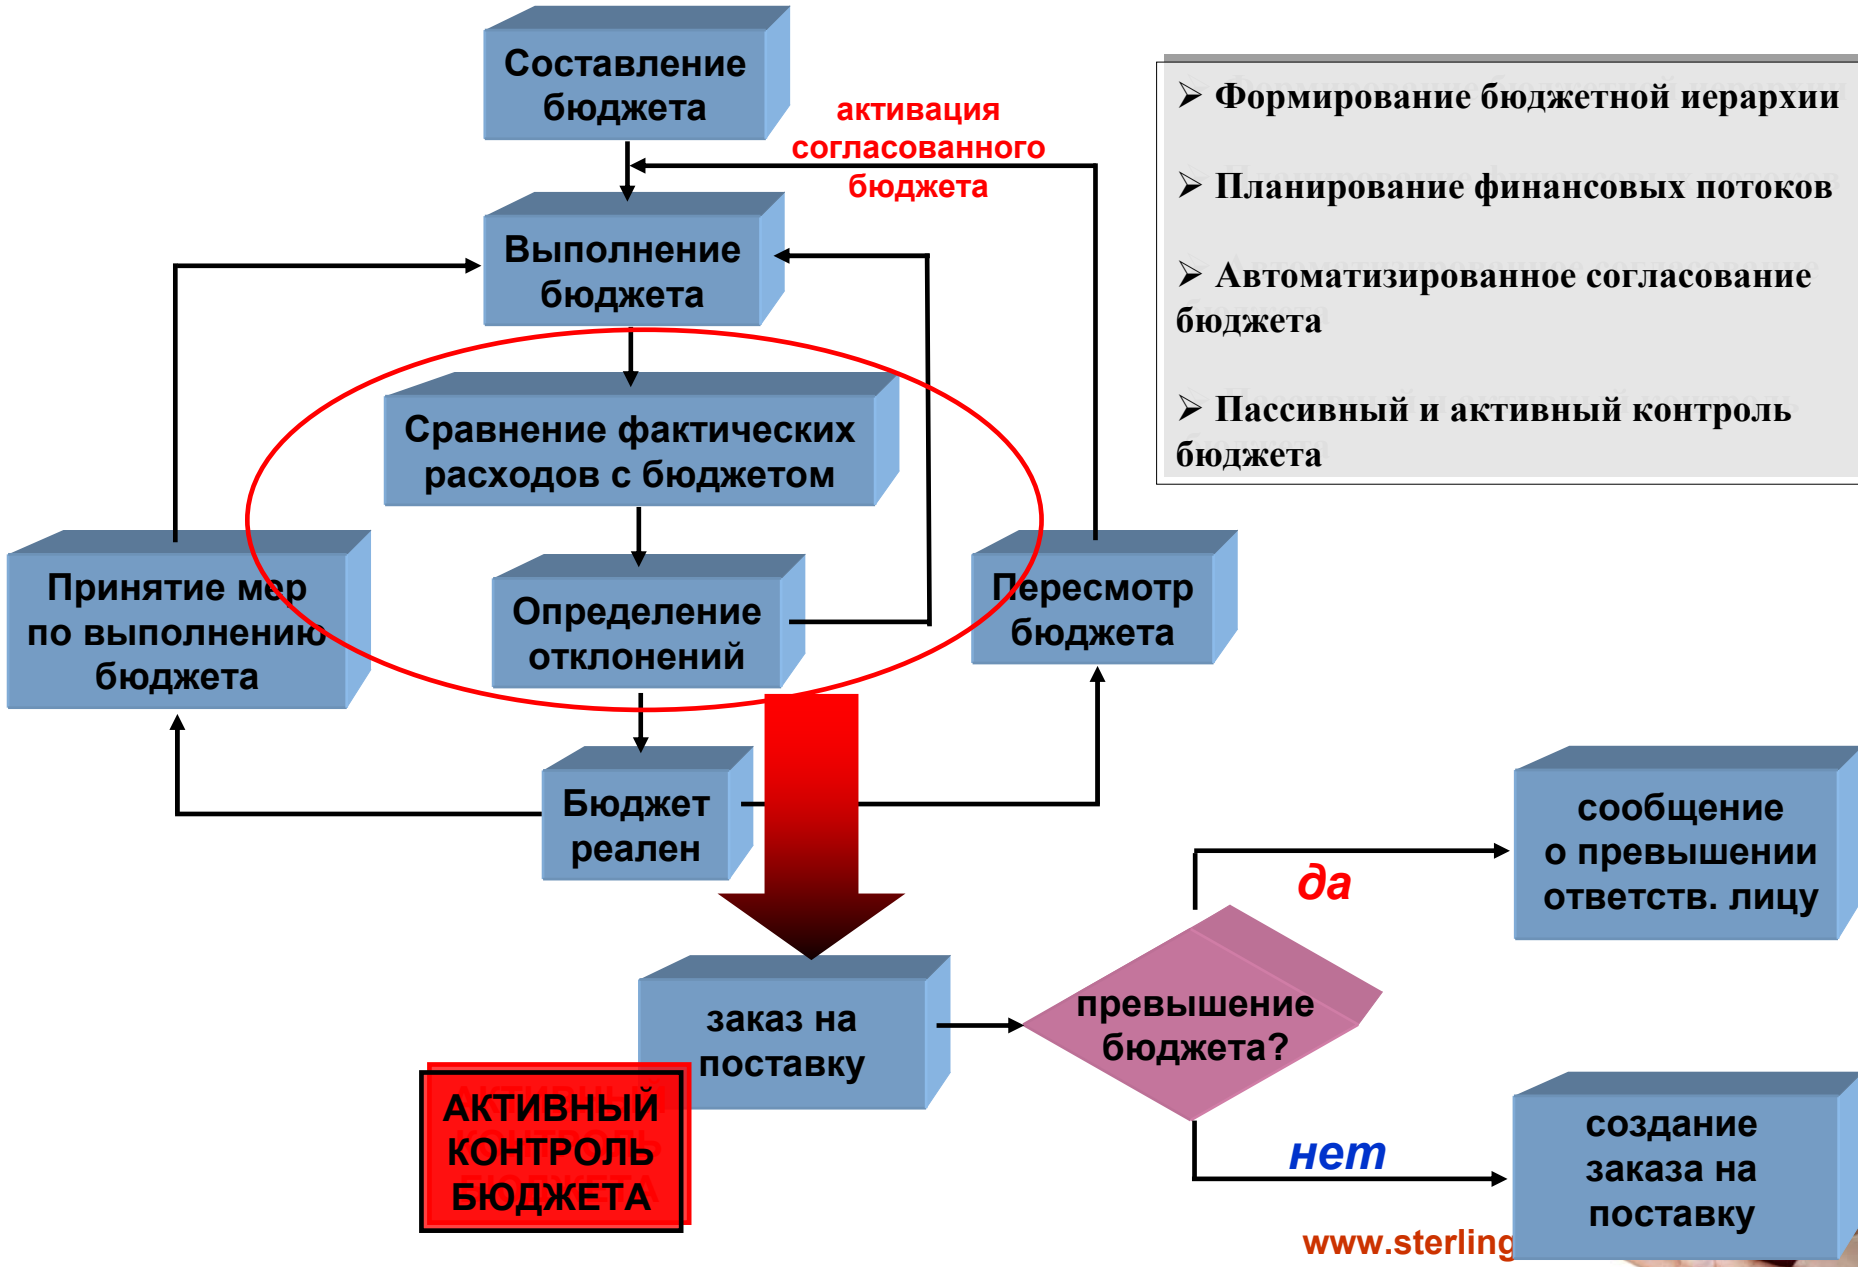 Составление
бюджета
активация
согласованного
бюджета
➢ Формирование бюджетной иерархии
➢ Планирование финансовых потоков
➢ Автоматизированное согласование
бюджета
➢ Пассивный и активный контроль
бюджета
Выполнение
бюджета
Сравнение фактических
расходов с бюджетом
Принятие мер
по выполнению
бюджета
Определение
отклонений
Пересмотр
бюджета
Бюджет
реален
сообщение
о превышении
ответств. лицу
да
заказ на
поставку
превышение
бюджета?
АКТИВНЫЙ
КОНТРОЛЬ
БЮДЖЕТА
нет
создание
заказа на
поставку
www.sterling